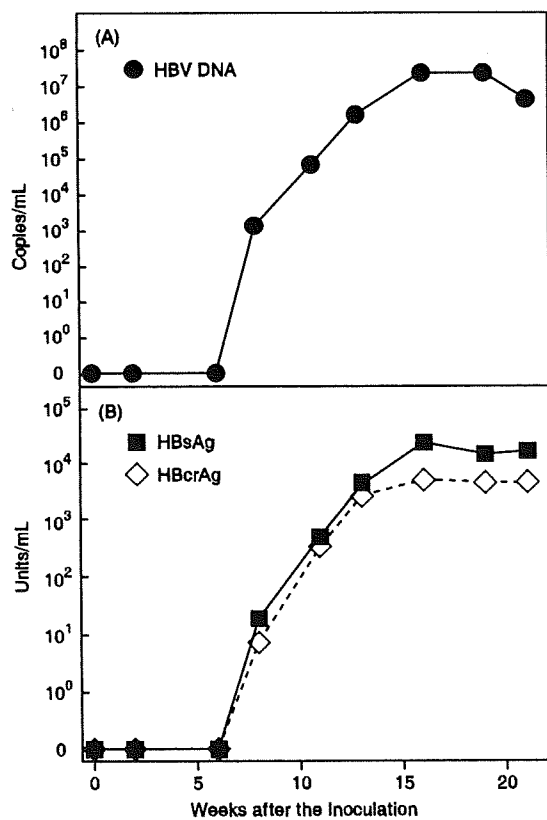 (A)
HBV DNA
10⁸
10⁷
10⁶
10⁵
10⁴
10³
10²
10¹
10⁰
0
Copies/mL
(B)
HBsAg
HBcrAg
10⁵
10⁴
10³
10²
10¹
10⁰
0
Units/mL
0 5 10 15 20
Weeks after the Inoculation